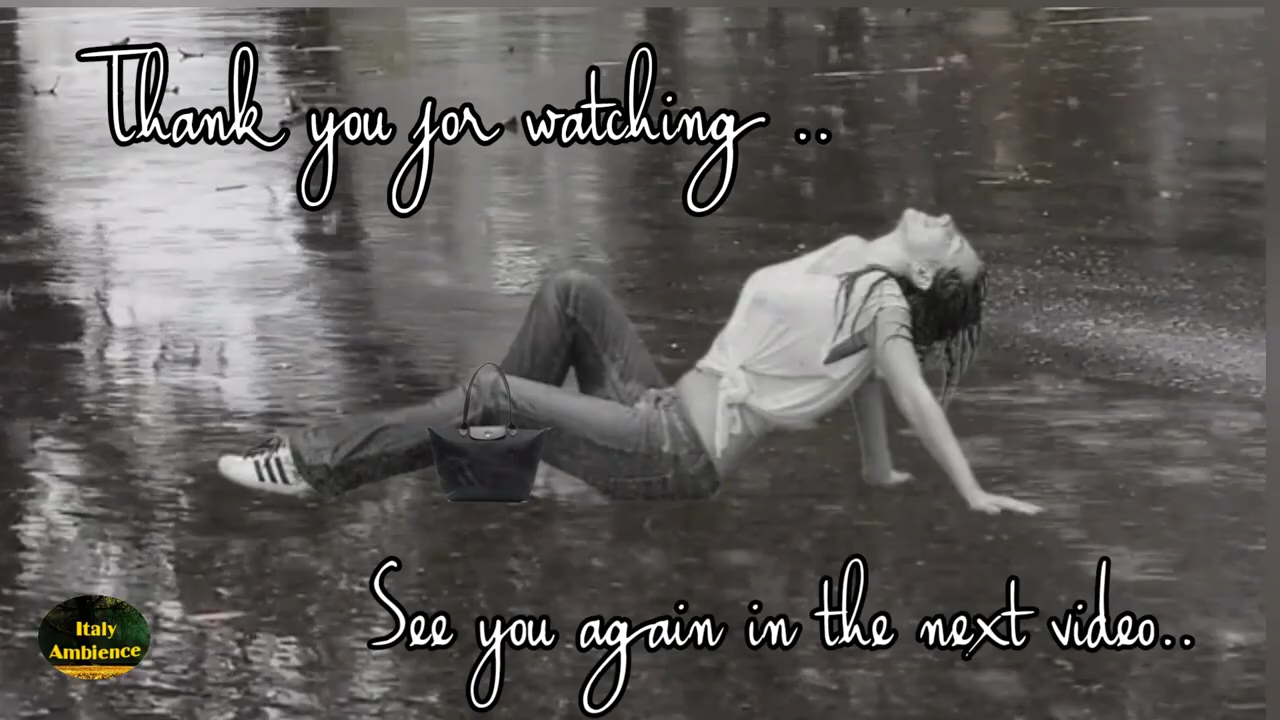 Thank you for watching ..
See you again in the next video..
Italy
Ambience